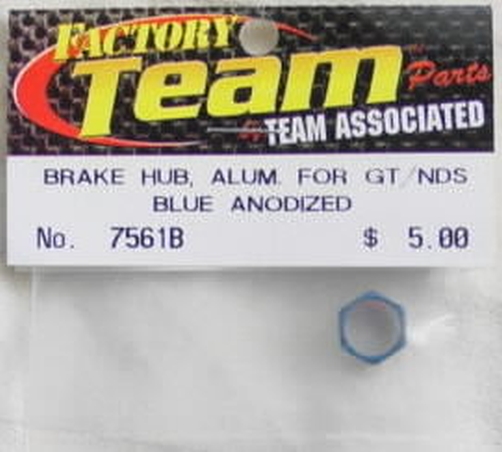 FACTORY
Team Parts
by TEAM ASSOCIATED
BRAKE HUB, ALUM. FOR GT/NDS
BLUE ANODIZED
No. 7561B $ 5.00